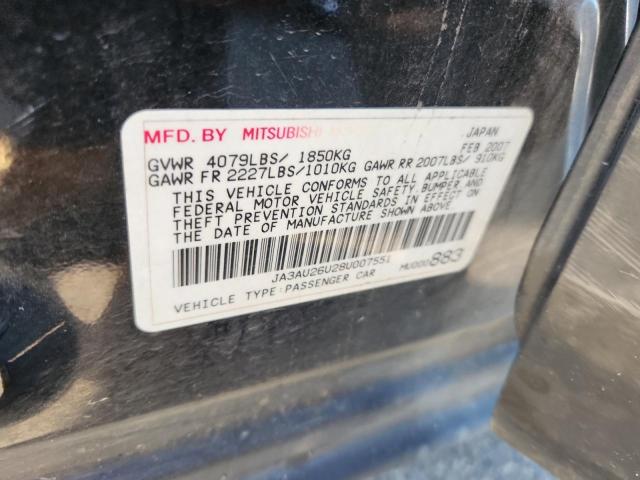 MFD. BY MITSUBISHI JAPAN
GVWR 4079LBS/ 1850KG FEB 2007
GAWR FR 2227LBS/1010KG GAWR RR 2007LBS/ 910KG
THIS VEHICLE CONFORMS TO ALL APPLICABLE
FEDERAL MOTOR VEHICLE SAFETY, BUMPER AND
THEFT PREVENTION STANDARDS IN EFFECT ON
THE DATE OF MANUFACTURE SHOWN ABOVE.
JA3AU26U28U007551 MU000883
VEHICLE TYPE:PASSENGER CAR